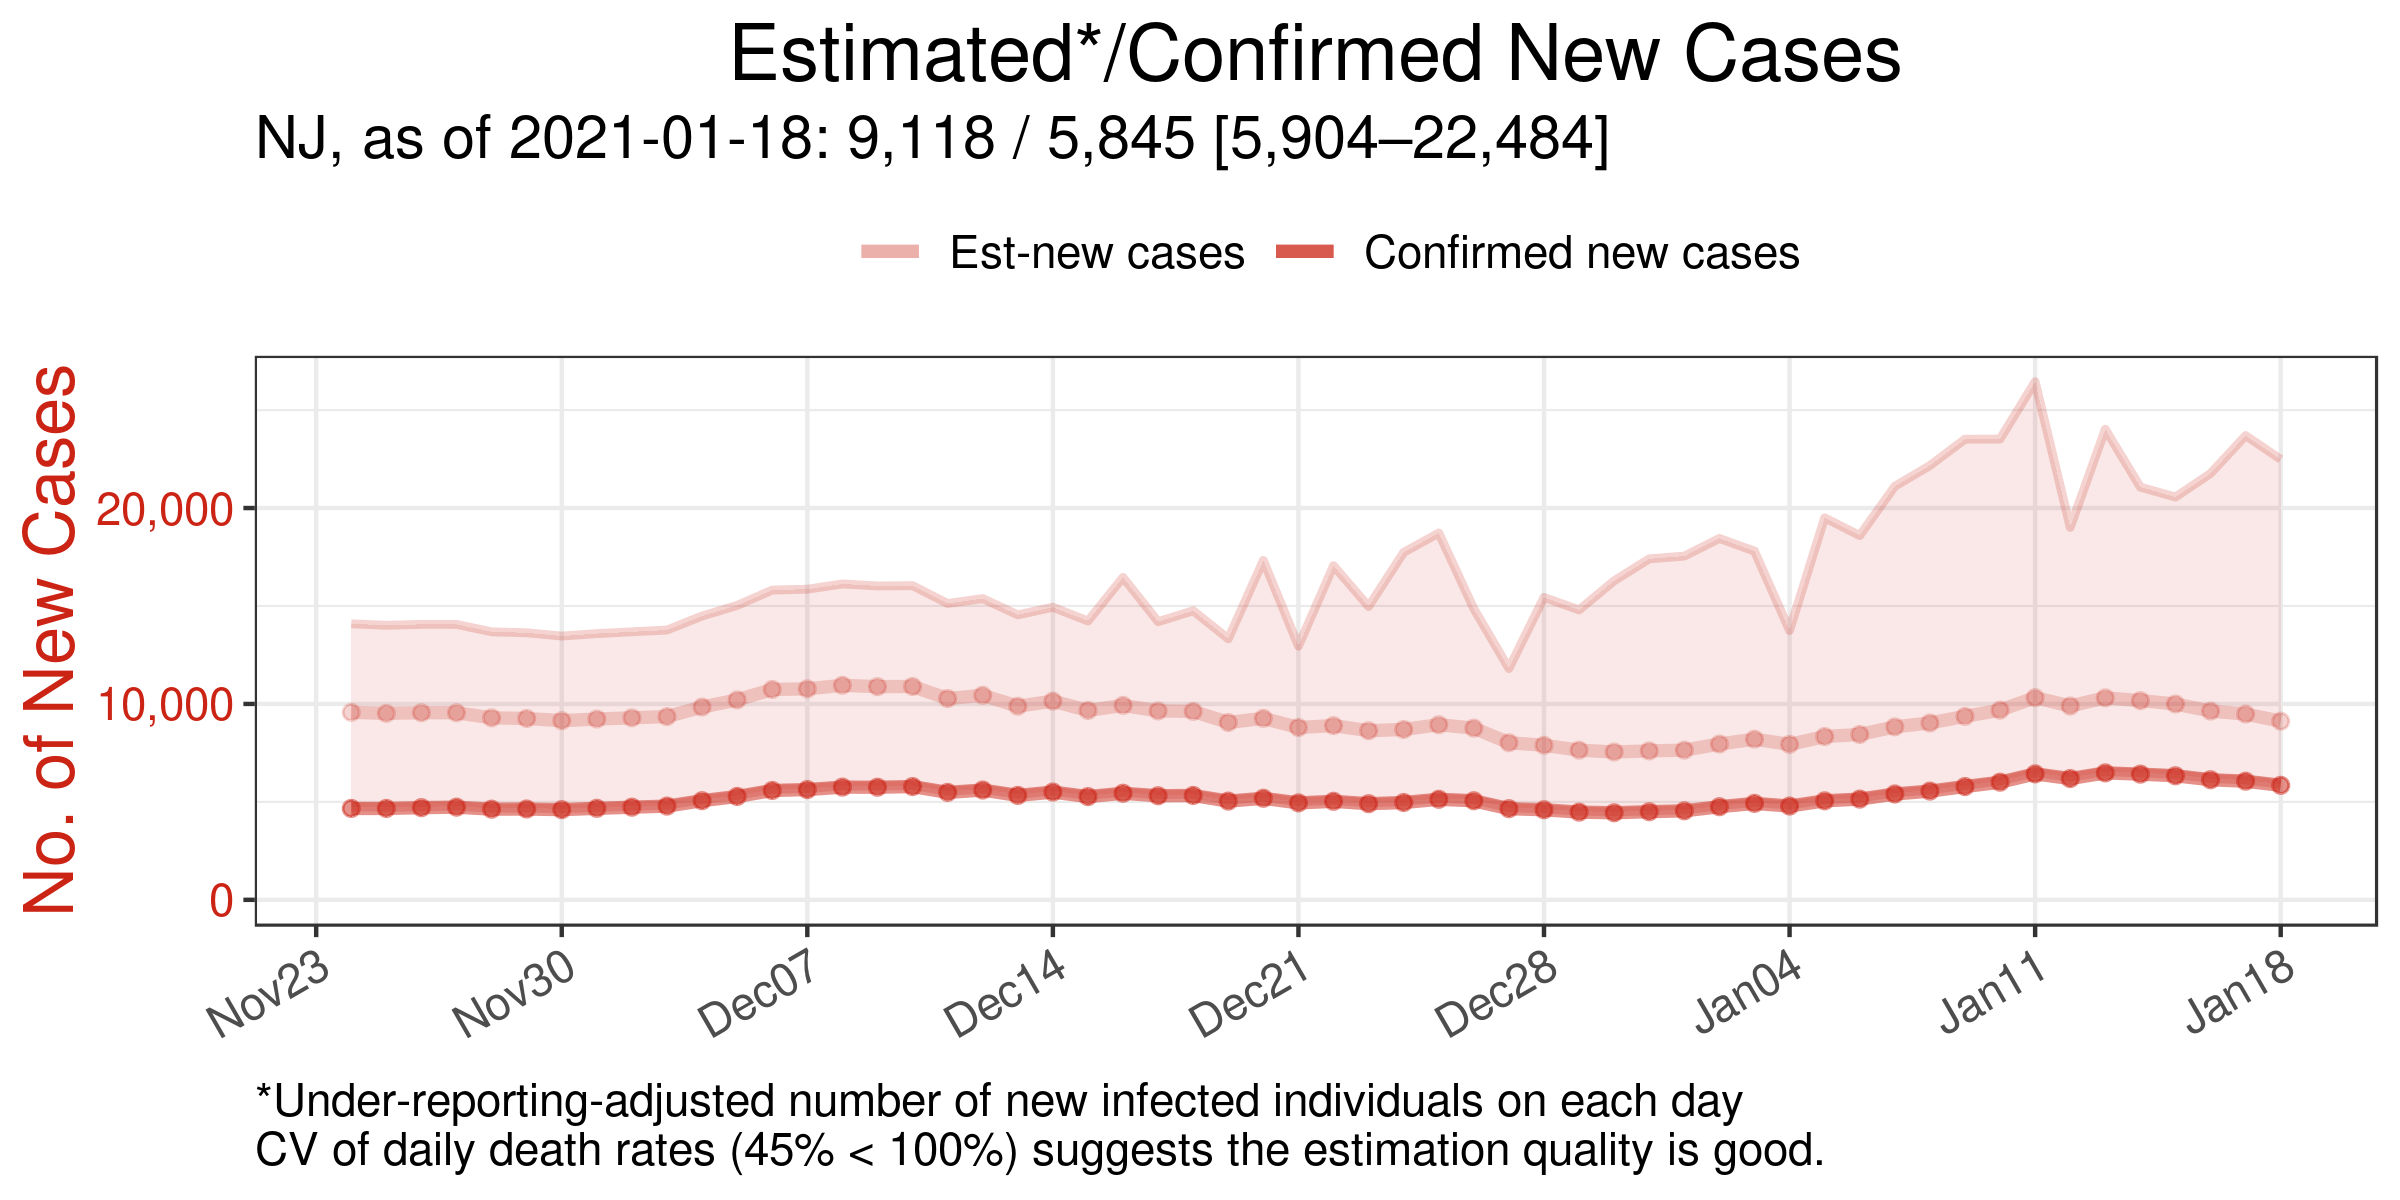 Estimated*/Confirmed New Cases
NJ, as of 2021-01-18: 9,118 / 5,845 [5,904–22,484]
Est-new cases
Confirmed new cases
No. of New Cases
20,000
10,000
0
Nov23
Nov30
Dec07
Dec14
Dec21
Dec28
Jan04
Jan11
Jan18
*Under-reporting-adjusted number of new infected individuals on each day
CV of daily death rates (45% < 100%) suggests the estimation quality is good.